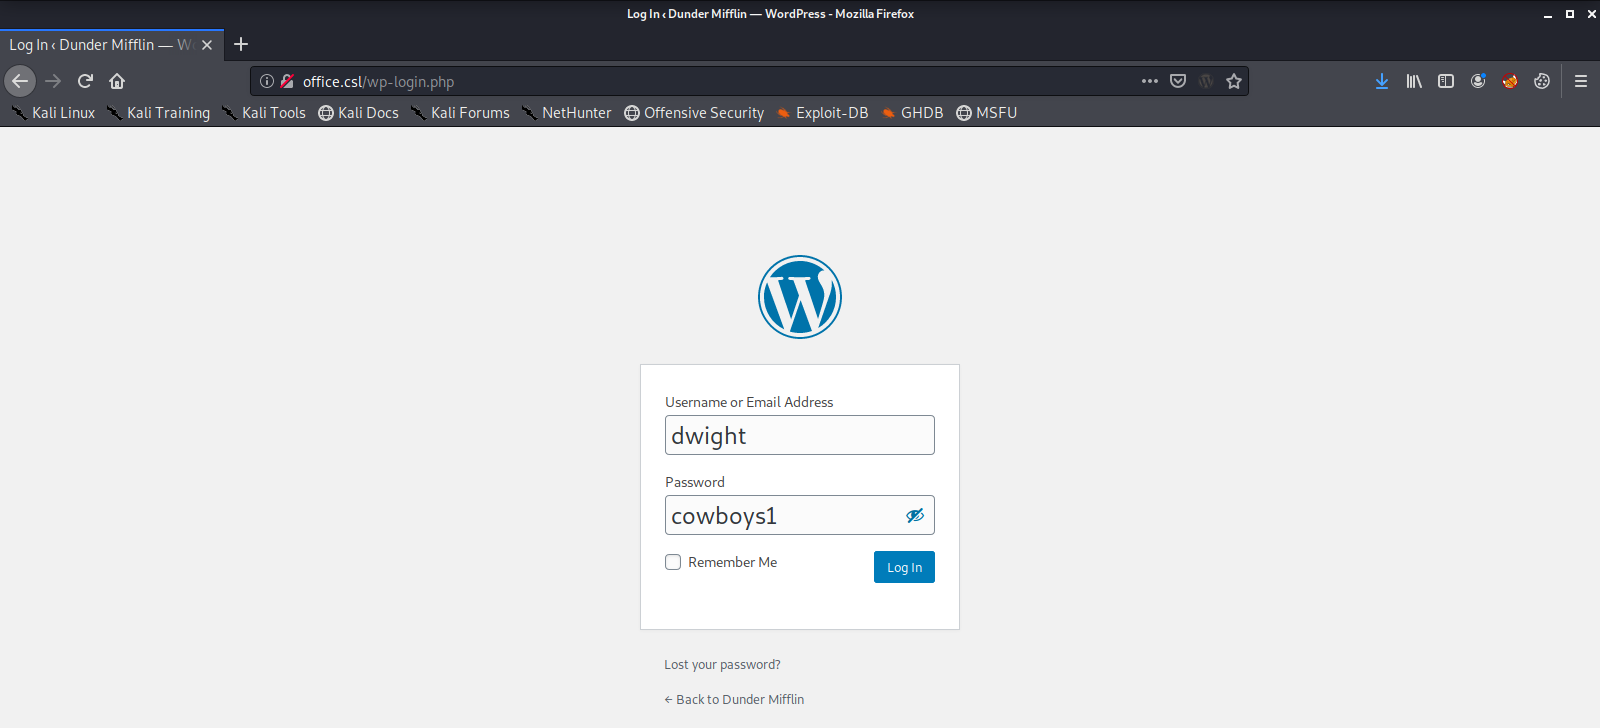 Log In ‹ Dunder Mifflin — WordPress - Mozilla Firefox
Log In ‹ Dunder Mifflin — W
office.csl/wp-login.php
Kali Linux Kali Training Kali Tools Kali Docs Kali Forums NetHunter Offensive Security Exploit-DB GHDB MSFU
Username or Email Address
dwight
Password
cowboys1
Remember Me Log In
Lost your password?
← Back to Dunder Mifflin